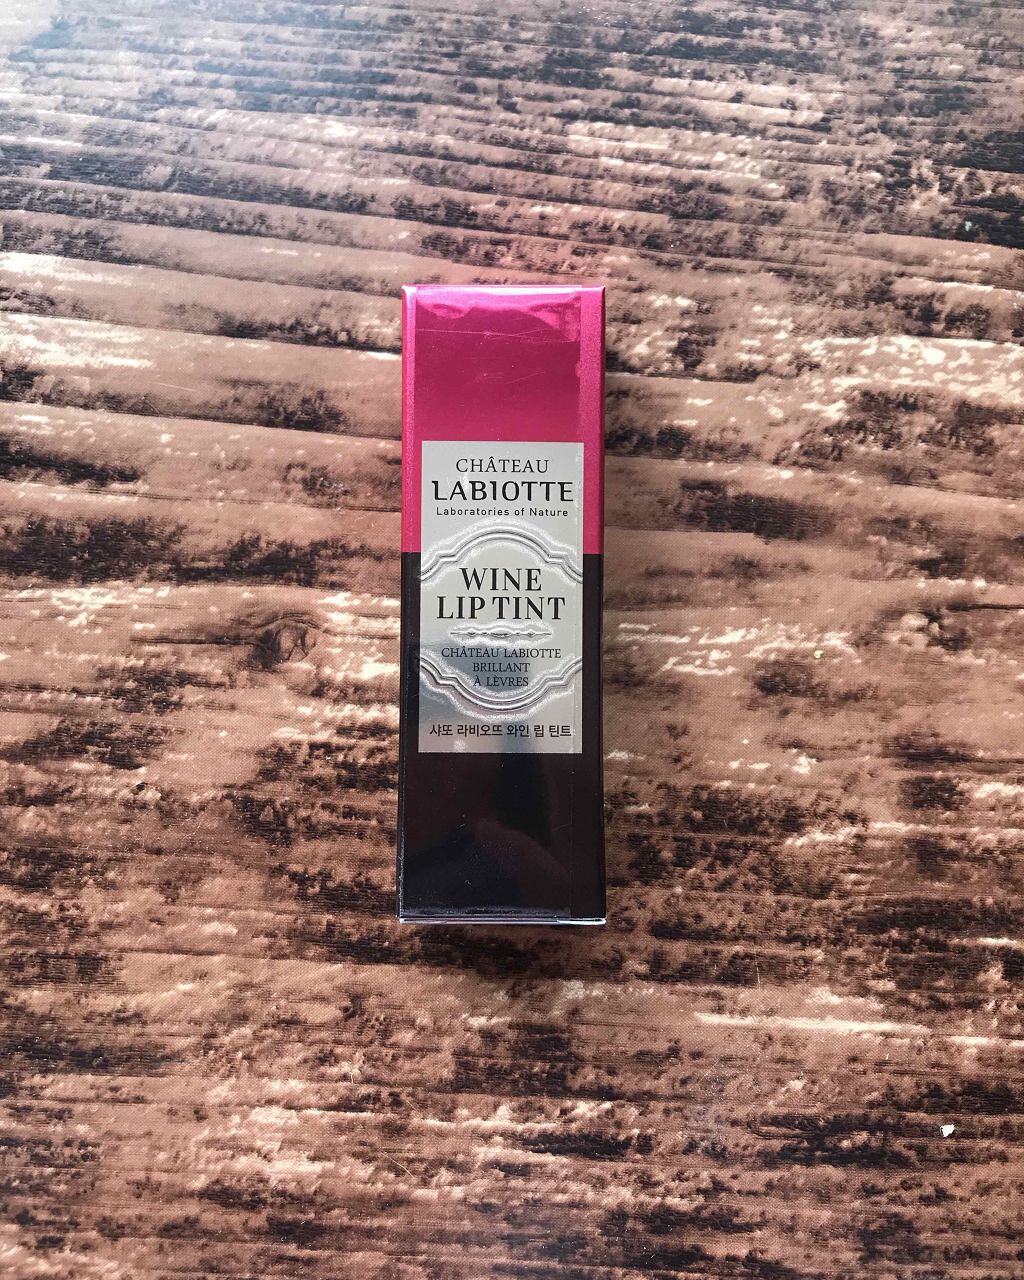 CHÂTEAU
LABIOTTE
Laboratories of Nature
WINE
LIP TINT
CHÂTEAU LABIOTTE
BRILLANT
À LÈVRES
샤또 라비오뜨 와인 립 틴트